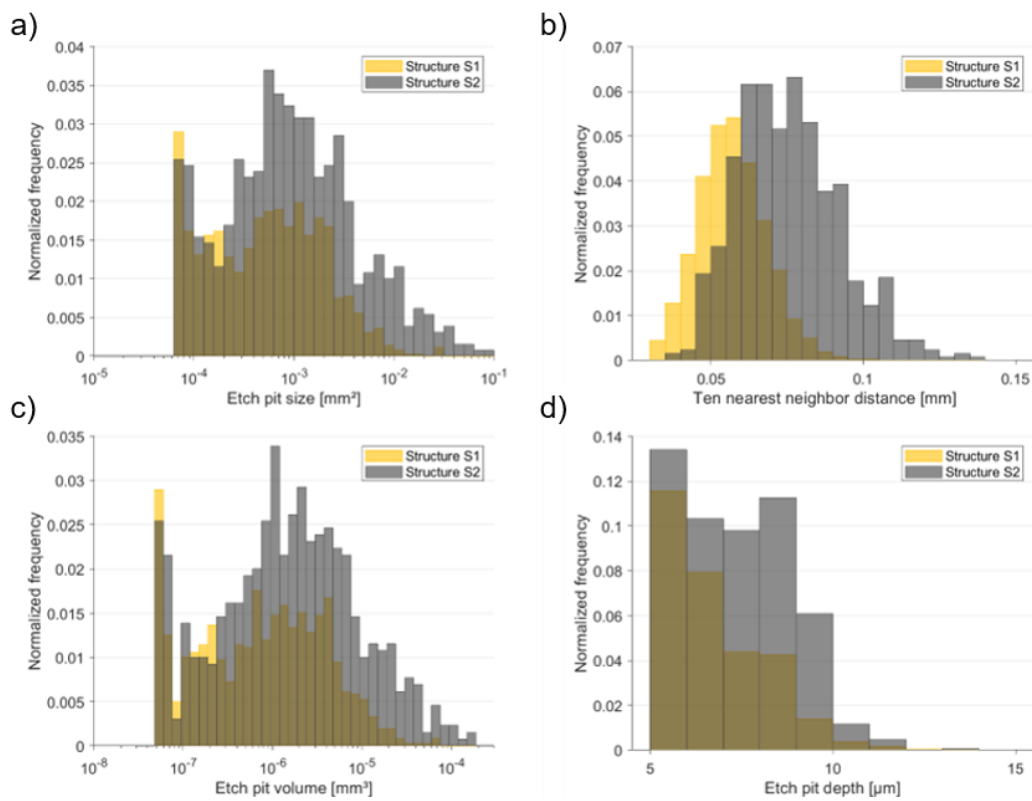 a)
0.04
0.035
0.03
0.025
0.02
0.015
0.01
0.005
0
Normalized frequency
Structure S1
Structure S2
10-5
10-4
10-3
10-2
10-1
Etch pit size [mm²]
b)
0.07
0.06
0.05
0.04
0.03
0.02
0.01
0
Normalized frequency
Structure S1
Structure S2
0.05
0.1
0.15
Ten nearest neighbor distance [mm]
c)
0.035
0.03
0.025
0.02
0.015
0.01
0.005
0
Normalized frequency
Structure S1
Structure S2
10-8
10-7
10-6
10-5
10-4
Etch pit volume [mm³]
d)
0.14
0.12
0.1
0.08
0.06
0.04
0.02
0
Normalized frequency
Structure S1
Structure S2
5
10
15
Etch pit depth [µm]